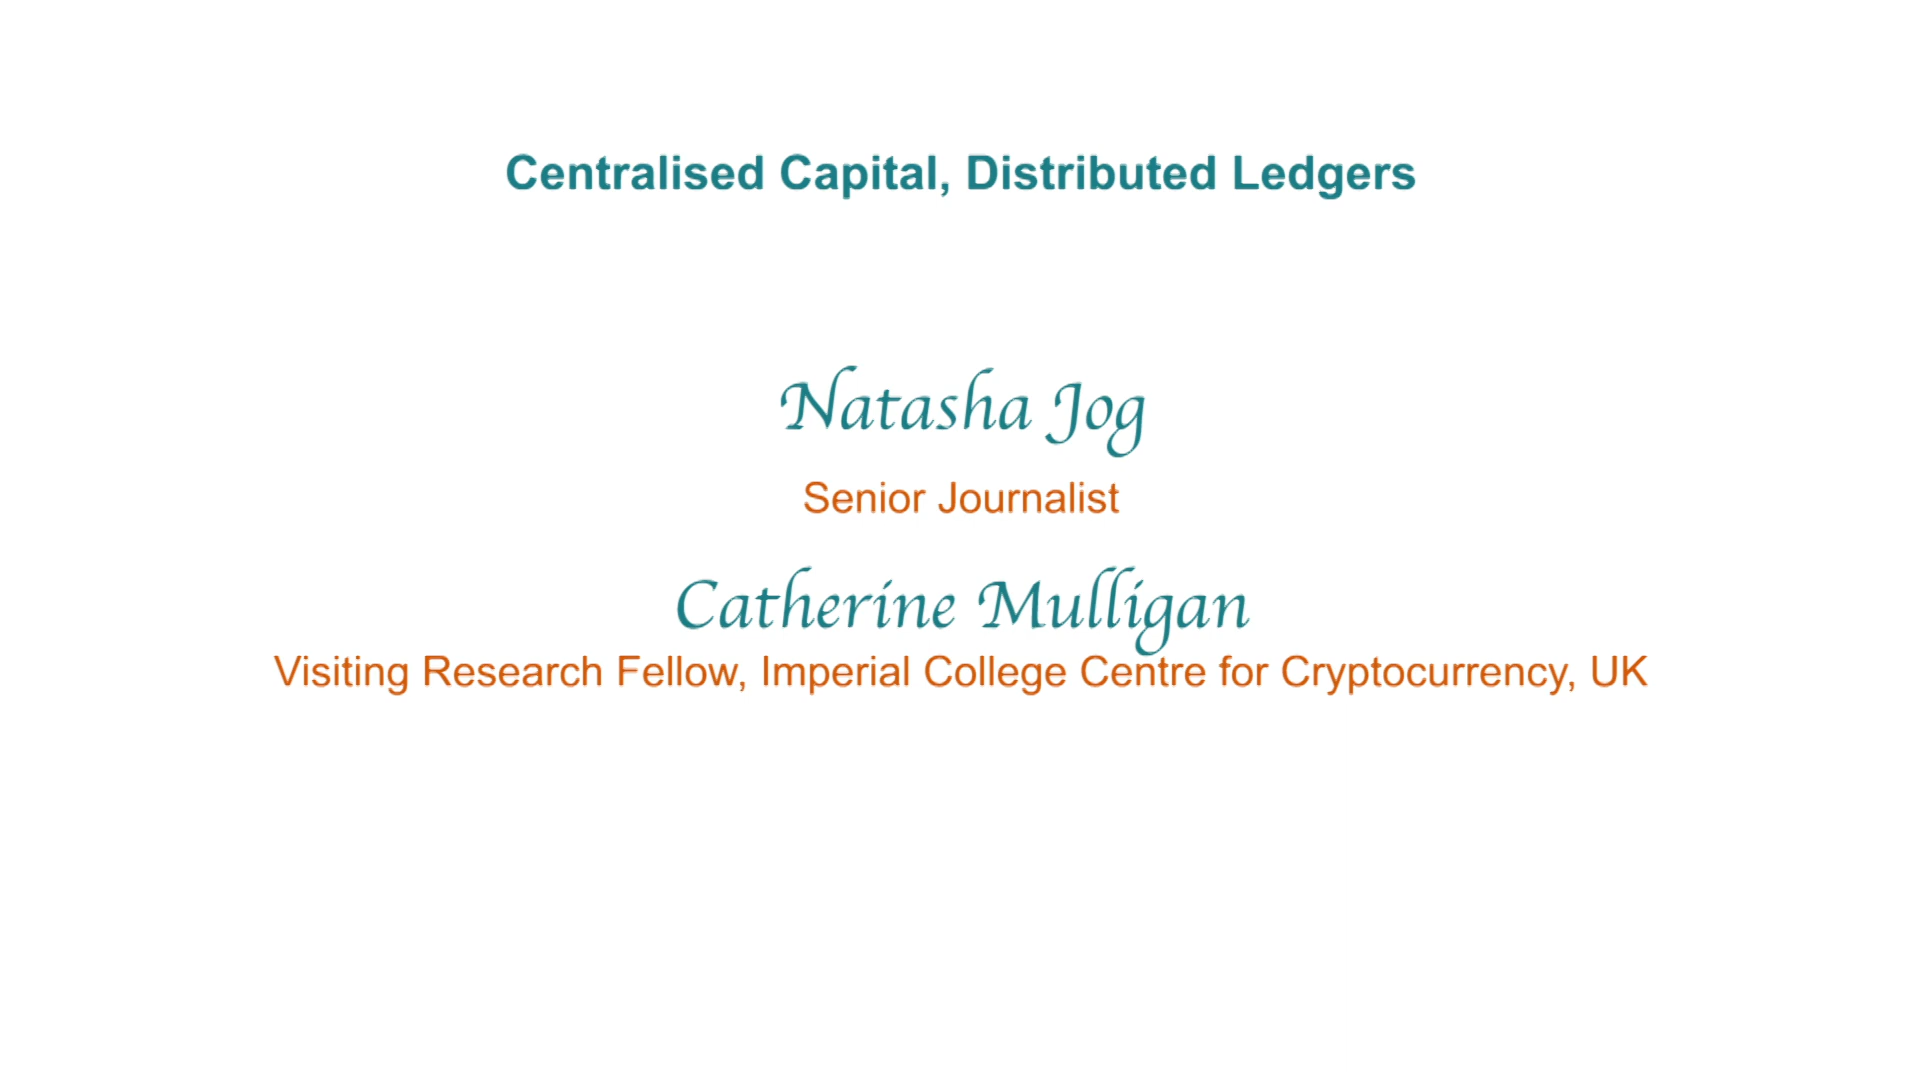 Centralised Capital, Distributed Ledgers
Natasha Jog
Senior Journalist
Catherine Mulligan
Visiting Research Fellow, Imperial College Centre for Cryptocurrency, UK